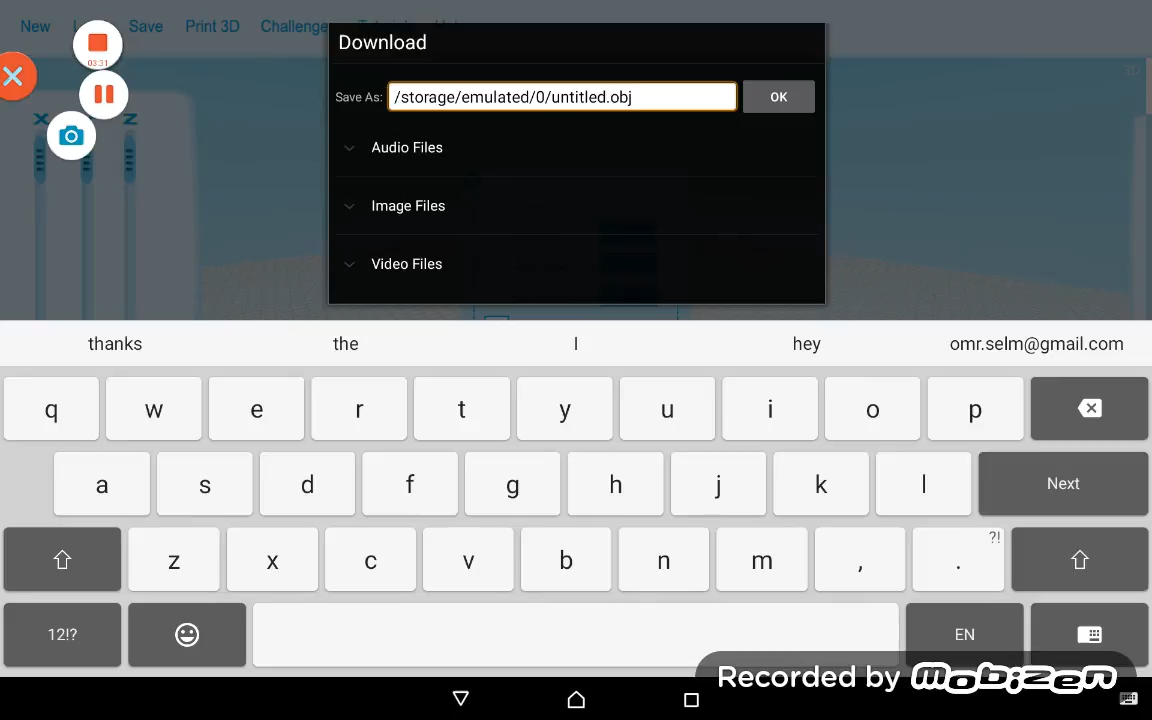 New Save Print 3D Challenge
03:31
X Z
Download
Save As: /storage/emulated/0/untitled.obj OK
Audio Files
Image Files
Video Files
thanks the I hey omr.selm@gmail.com
q w e r t y u i o p
a s d f g h j k l Next
z x c v b n m , . ?!
12!? EN
Recorded by mobizen